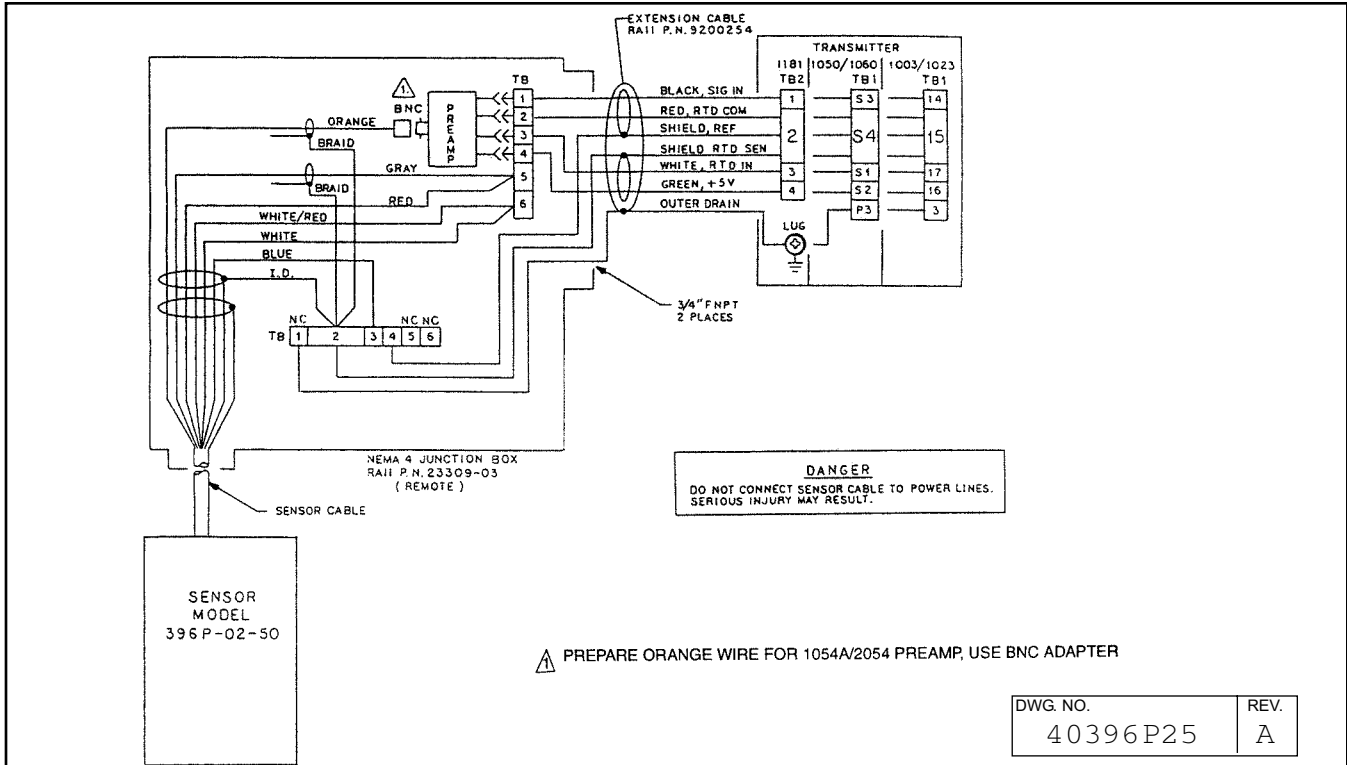 EXTENSION CABLE
RAII P.N. 9200254
TRANSMITTER
1181 1050/1060 1003/1023
TB2 TB1 TB1
1 S3 14
2 S4 15
3 S1 17
4 S2 16
P3 3
LUG
BLACK, SIG IN
RED, RTD COM
SHIELD, REF
SHIELD RTD SEN
WHITE, RTD IN
GREEN, +5V
OUTER DRAIN
TB
1
2
3
4
5
6
1
BNC
PREAMP
ORANGE
BRAID
GRAY
BRAID
RED
WHITE/RED
WHITE
BLUE
I.D.
NC NC NC
TB 1 2 3 4 5 6
3/4" FNPT
2 PLACES
NEMA 4 JUNCTION BOX
RAII P.N. 23309-03
(REMOTE)
SENSOR CABLE
DANGER
DO NOT CONNECT SENSOR CABLE TO POWER LINES.
SERIOUS INJURY MAY RESULT.
SENSOR
MODEL
396P-02-50
1 PREPARE ORANGE WIRE FOR 1054A/2054 PREAMP, USE BNC ADAPTER
DWG. NO. REV.
40396P25 A